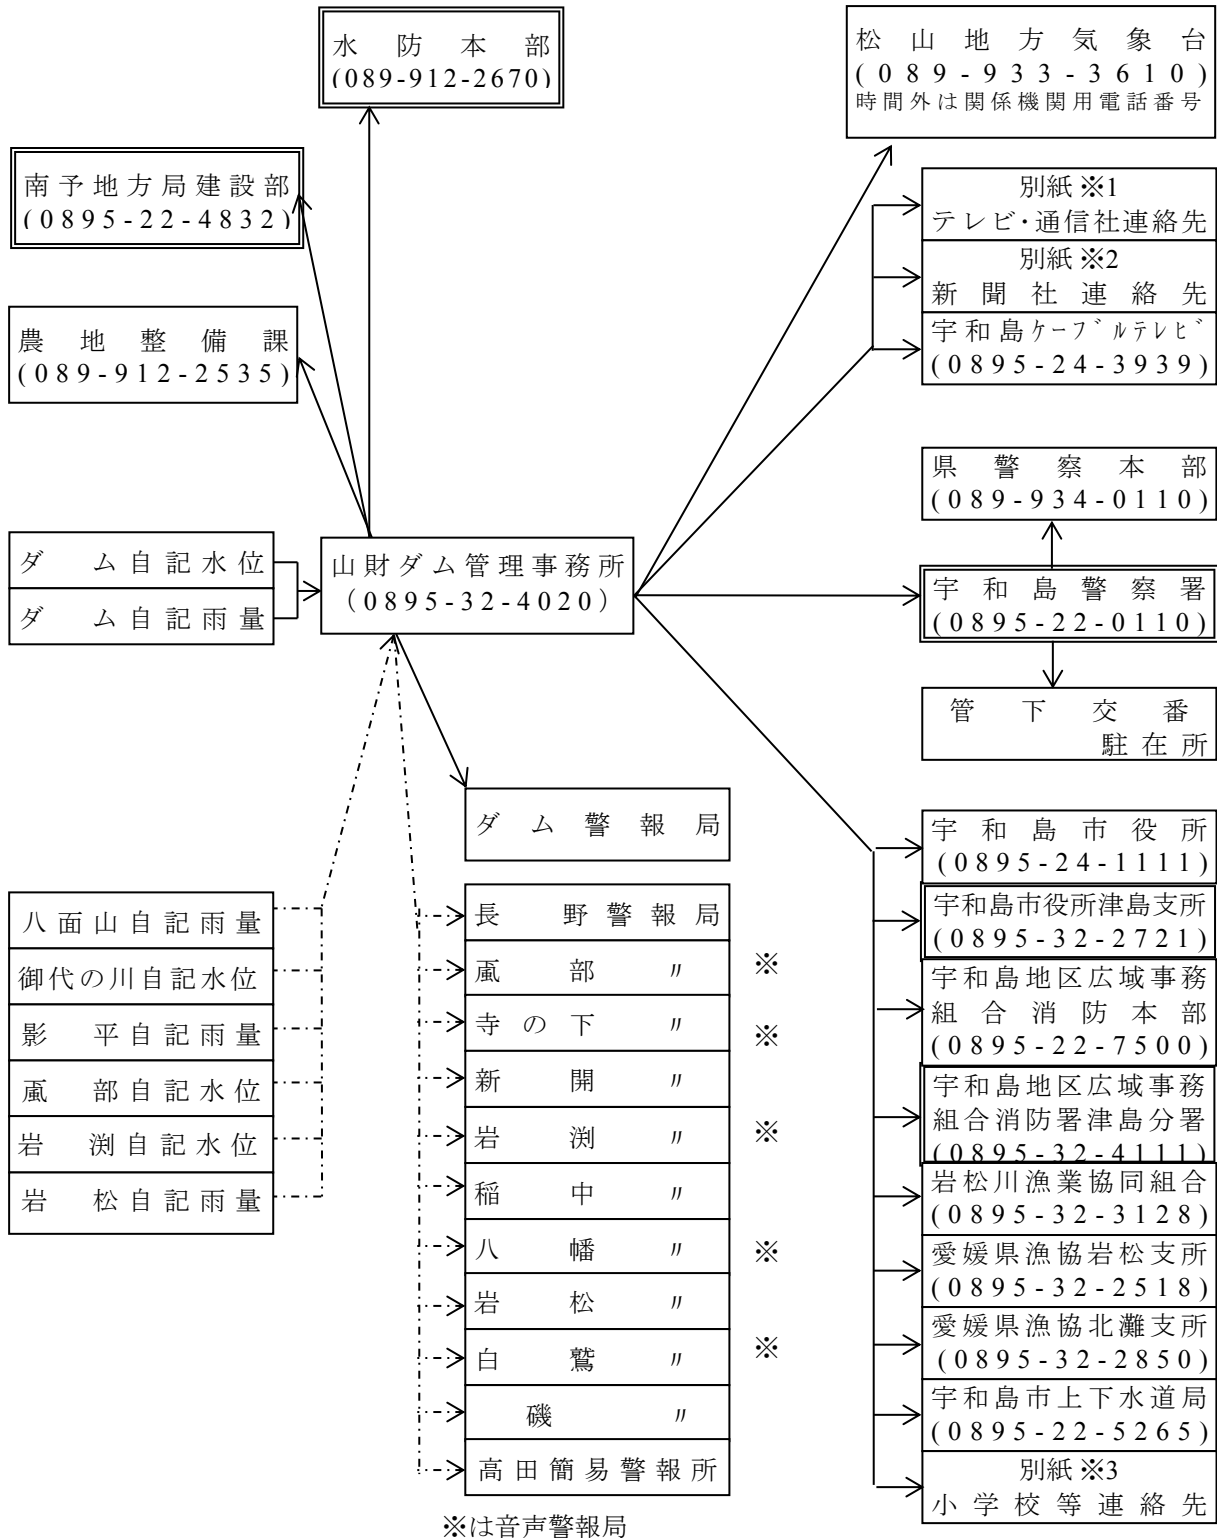 水防本部
(089-912-2670)
松山地方気象台
(089-933-3610)
時間外は関係機関用電話番号
南予地方局建設部
(0895-22-4832)
別紙※1
テレビ・通信社連絡先
別紙※2
新聞社連絡先
宇和島ケーブルテレビ
(0895-24-3939)
農地整備課
(089-912-2535)
県警察本部
(089-934-0110)
ダム自記水位
ダム自記雨量
山財ダム管理事務所
(0895-32-4020)
宇和島警察署
(0895-22-0110)
管下交番
駐在所
ダム警報局
宇和島市役所
(0895-24-1111)
宇和島市役所津島支所
(0895-32-2721)
宇和島地区広域事務
組合消防本部
(0895-22-7500)
宇和島地区広域事務
組合消防署津島分署
(0895-32-4111)
岩松川漁業協同組合
(0895-32-3128)
愛媛県漁協岩松支所
(0895-32-2518)
愛媛県漁協北灘支所
(0895-32-2850)
宇和島市上下水道局
(0895-22-5265)
別紙※3
小学校等連絡先
八面山自記雨量
御代の川自記水位
影平自記雨量
颪部自記水位
岩渕自記水位
岩松自記雨量
長野警報局
颪部〃 ※
寺の下〃 ※
新開〃
岩渕〃 ※
稲中〃
八幡〃 ※
岩松〃
白鷺〃 ※
磯〃
高田簡易警報所
※は音声警報局